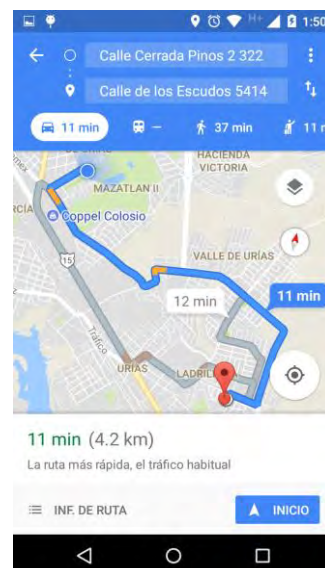 H+ 1:50
Calle Cerrada Pinos 2 322
Calle de los Escudos 5414
11 min — 37 min 11 m
HACIENDA
VICTORIA
MAZATLAN II
Coppel Colosio
VALLE DE URÍAS
15
12 min
11 min
Tráfico
URIAS
LADRIL
11 min (4.2 km)
La ruta más rápida, el tráfico habitual
INF. DE RUTA
INICIO